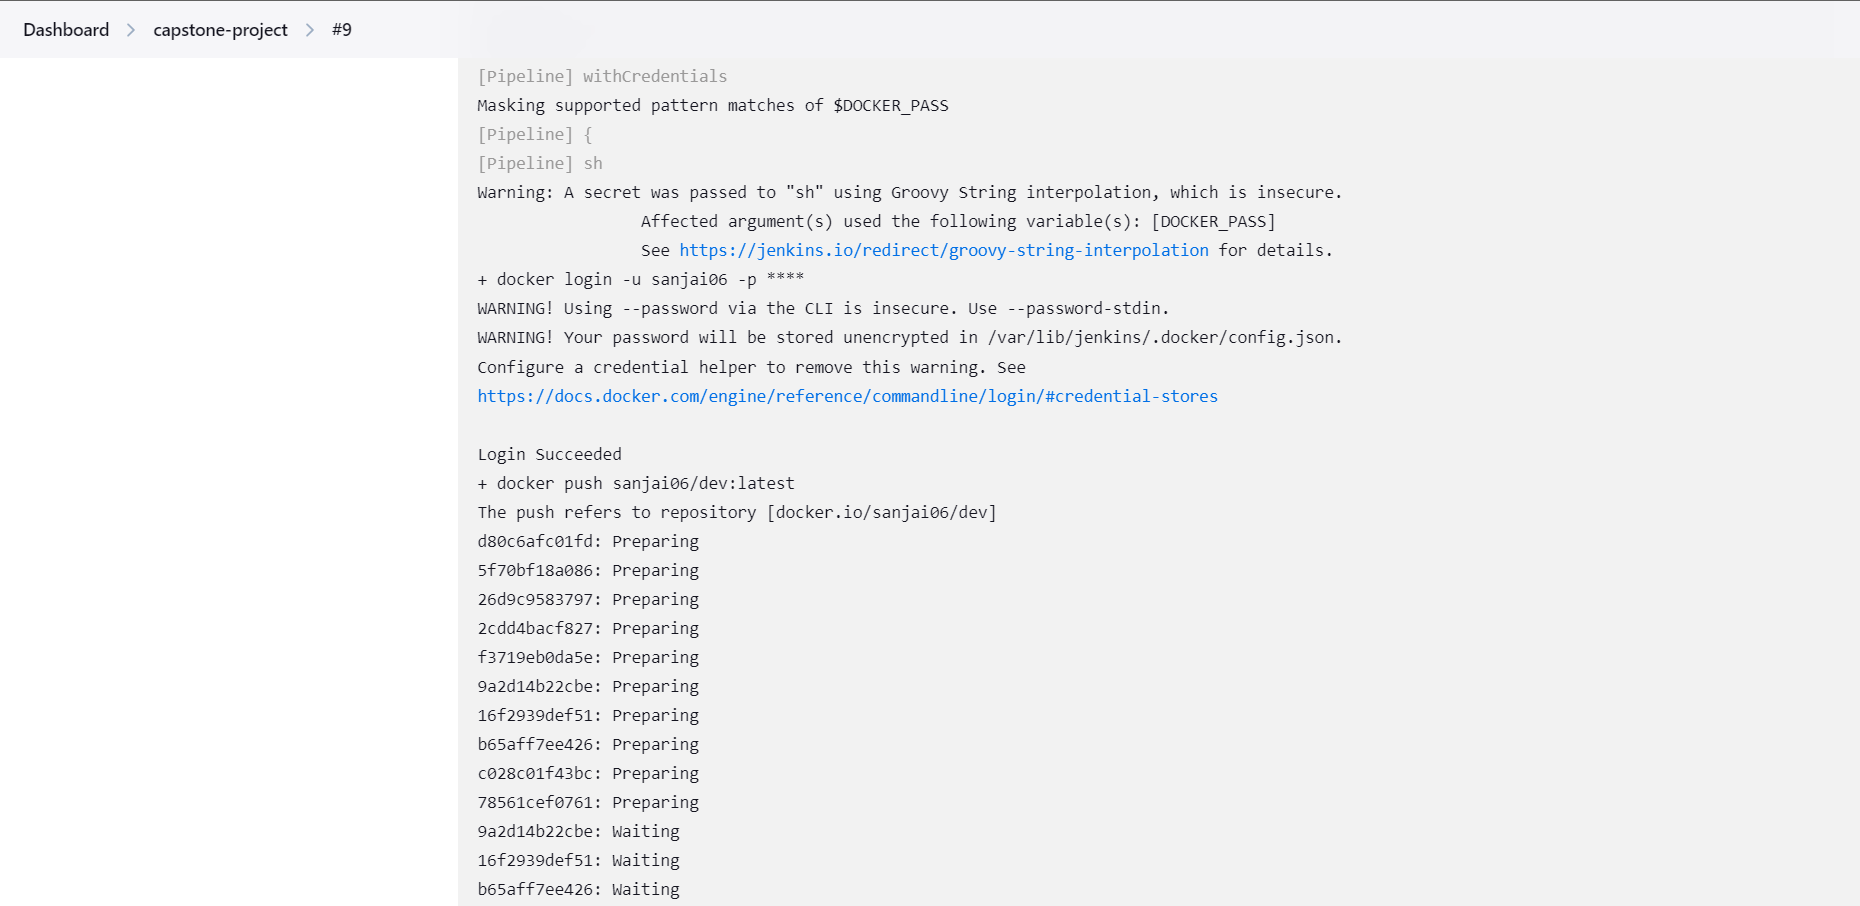 Dashboard > capstone-project > #9
[Pipeline] withCredentials
Masking supported pattern matches of $DOCKER_PASS
[Pipeline] {
[Pipeline] sh
Warning: A secret was passed to "sh" using Groovy String interpolation, which is insecure.
Affected argument(s) used the following variable(s): [DOCKER_PASS]
See https://jenkins.io/redirect/groovy-string-interpolation for details.
+ docker login -u sanjai06 -p ****
WARNING! Using --password via the CLI is insecure. Use --password-stdin.
WARNING! Your password will be stored unencrypted in /var/lib/jenkins/.docker/config.json.
Configure a credential helper to remove this warning. See
https://docs.docker.com/engine/reference/commandline/login/#credential-stores
Login Succeeded
+ docker push sanjai06/dev:latest
The push refers to repository [docker.io/sanjai06/dev]
d80c6afc01fd: Preparing
5f70bf18a086: Preparing
26d9c9583797: Preparing
2cdd4bacf827: Preparing
f3719eb0da5e: Preparing
9a2d14b22cbe: Preparing
16f2939def51: Preparing
b65aff7ee426: Preparing
c028c01f43bc: Preparing
78561cef0761: Preparing
9a2d14b22cbe: Waiting
16f2939def51: Waiting
b65aff7ee426: Waiting